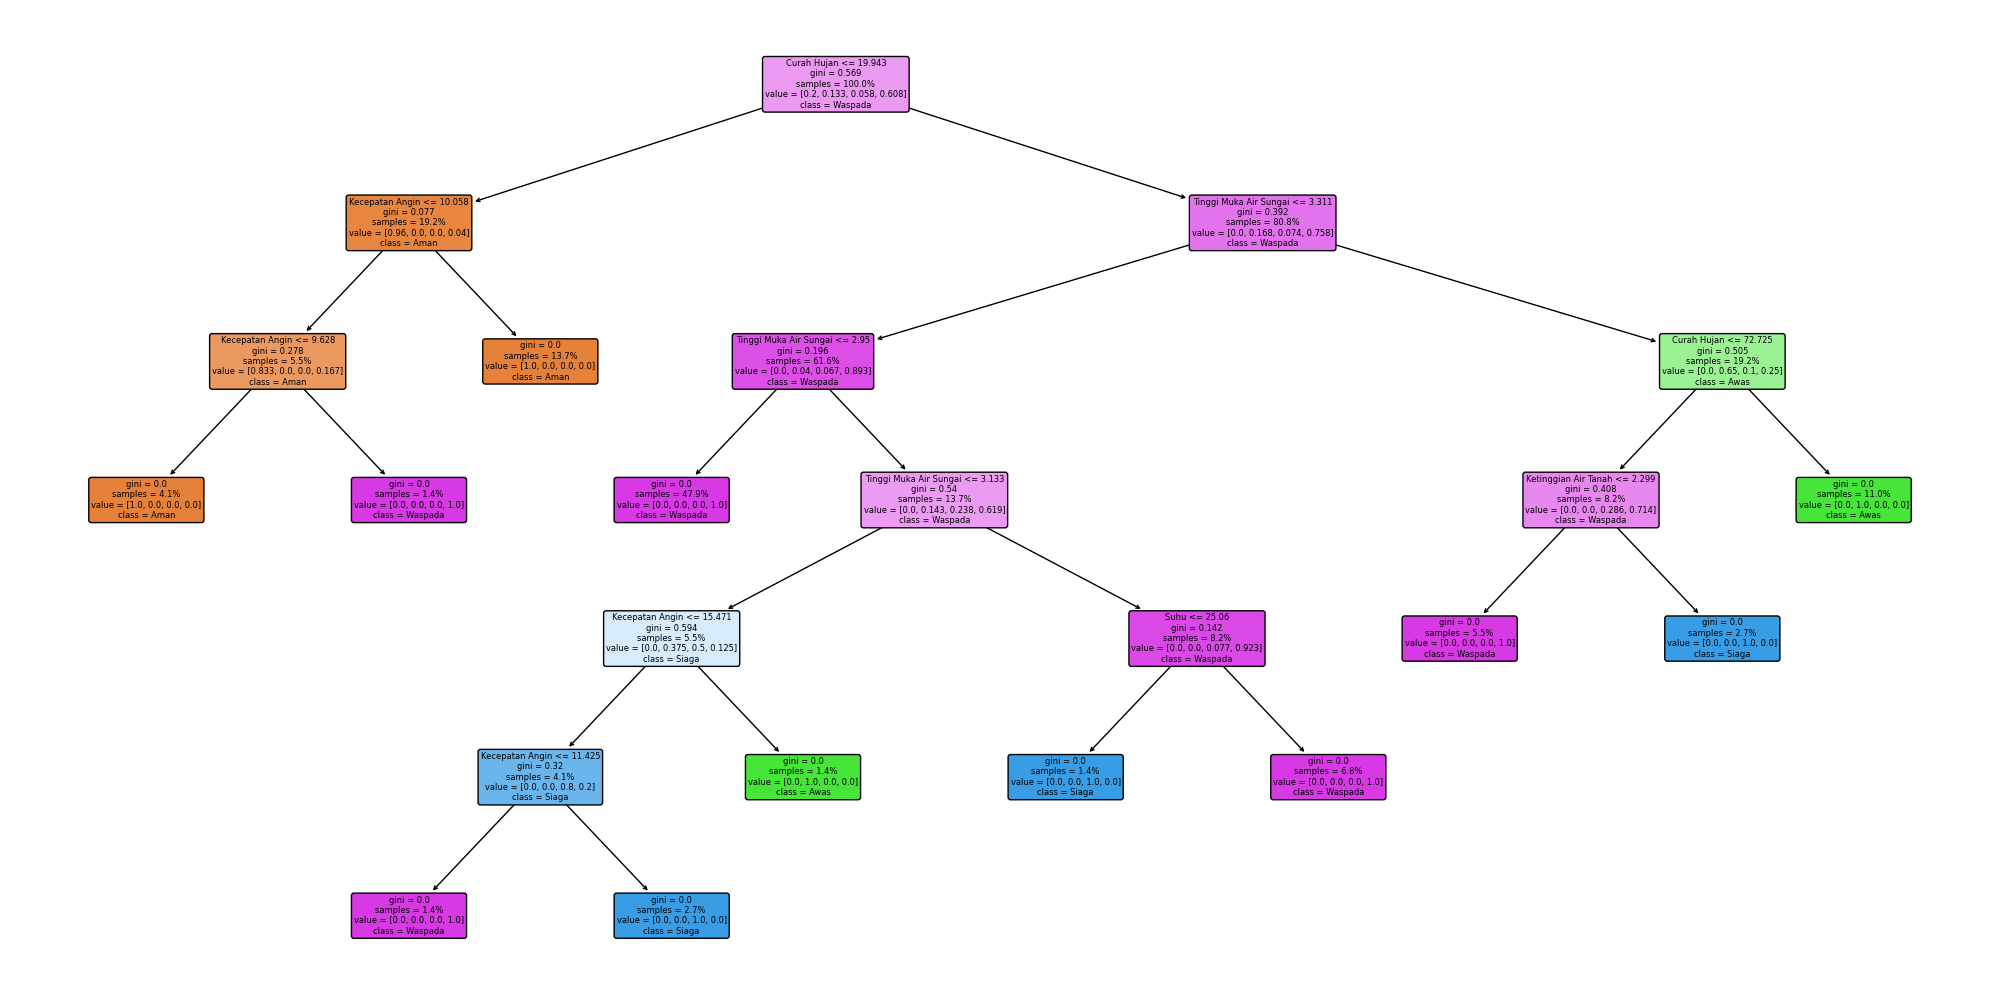 Curah Hujan <= 19.943
gini = 0.569
samples = 100.0%
value = [0.2, 0.133, 0.058, 0.608]
class = Waspada
Kecepatan Angin <= 10.058
gini = 0.077
samples = 19.2%
value = [0.96, 0.0, 0.0, 0.04]
class = Aman
Tinggi Muka Air Sungai <= 3.311
gini = 0.392
samples = 80.8%
value = [0.0, 0.168, 0.074, 0.758]
class = Waspada
Kecepatan Angin <= 9.628
gini = 0.278
samples = 5.5%
value = [0.833, 0.0, 0.0, 0.167]
class = Aman
gini = 0.0
samples = 13.7%
value = [1.0, 0.0, 0.0, 0.0]
class = Aman
Tinggi Muka Air Sungai <= 2.95
gini = 0.196
samples = 61.6%
value = [0.0, 0.04, 0.067, 0.893]
class = Waspada
Curah Hujan <= 72.725
gini = 0.505
samples = 19.2%
value = [0.0, 0.65, 0.1, 0.25]
class = Awas
gini = 0.0
samples = 4.1%
value = [1.0, 0.0, 0.0, 0.0]
class = Aman
gini = 0.0
samples = 1.4%
value = [0.0, 0.0, 0.0, 1.0]
class = Waspada
gini = 0.0
samples = 47.9%
value = [0.0, 0.0, 0.0, 1.0]
class = Waspada
Tinggi Muka Air Sungai <= 3.133
gini = 0.54
samples = 13.7%
value = [0.0, 0.143, 0.238, 0.619]
class = Waspada
Ketinggian Air Tanah <= 2.299
gini = 0.408
samples = 8.2%
value = [0.0, 0.0, 0.286, 0.714]
class = Waspada
gini = 0.0
samples = 11.0%
value = [0.0, 1.0, 0.0, 0.0]
class = Awas
Kecepatan Angin <= 15.471
gini = 0.594
samples = 5.5%
value = [0.0, 0.375, 0.5, 0.125]
class = Siaga
Suhu <= 25.06
gini = 0.142
samples = 8.2%
value = [0.0, 0.0, 0.077, 0.923]
class = Waspada
gini = 0.0
samples = 5.5%
value = [0.0, 0.0, 0.0, 1.0]
class = Waspada
gini = 0.0
samples = 2.7%
value = [0.0, 0.0, 1.0, 0.0]
class = Siaga
Kecepatan Angin <= 11.425
gini = 0.32
samples = 4.1%
value = [0.0, 0.0, 0.8, 0.2]
class = Siaga
gini = 0.0
samples = 1.4%
value = [0.0, 1.0, 0.0, 0.0]
class = Awas
gini = 0.0
samples = 1.4%
value = [0.0, 0.0, 1.0, 0.0]
class = Siaga
gini = 0.0
samples = 6.8%
value = [0.0, 0.0, 0.0, 1.0]
class = Waspada
gini = 0.0
samples = 1.4%
value = [0.0, 0.0, 0.0, 1.0]
class = Waspada
gini = 0.0
samples = 2.7%
value = [0.0, 0.0, 1.0, 0.0]
class = Siaga